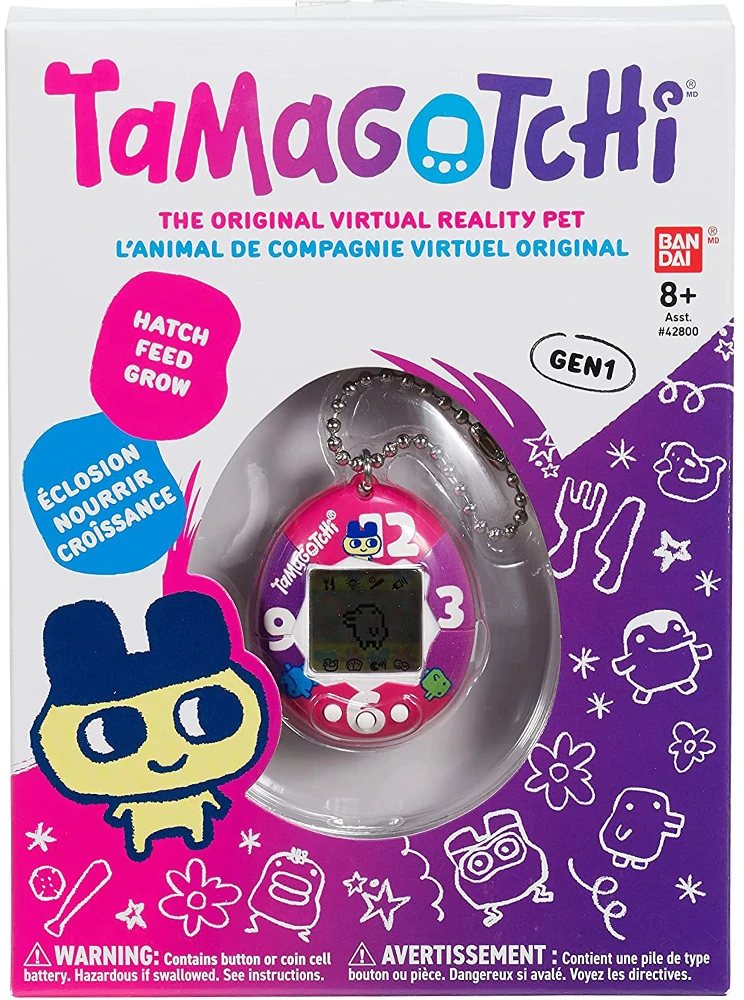 TaMaGoTcHi® MD
THE ORIGINAL VIRTUAL REALITY PET
L'ANIMAL DE COMPAGNIE VIRTUEL ORIGINAL
BAN
DAI
® MD
8+
Asst.
#42800
GEN1
HATCH
FEED
GROW
ÉCLOSION
NOURRIR
CROÎSSANCE
TaMaGoTcHi®
12
9
3
⚠ WARNING: Contains button or coin cell
battery. Hazardous if swallowed. See instructions.
⚠ AVERTISSEMENT : Contient une pile de type
bouton ou pièce. Dangereux si avalé. Voyez les directives.